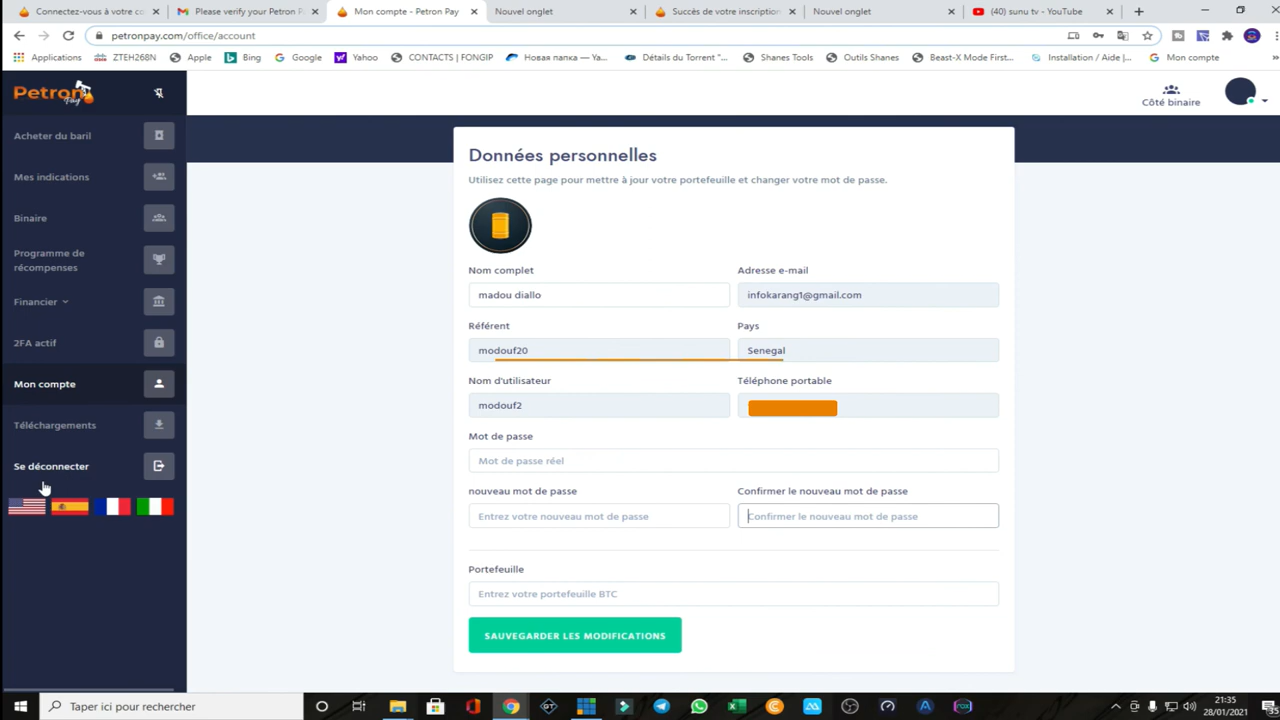 Connectez-vous à votre co
Please verify your Petron P
Mon compte - Petron Pay
Nouvel onglet
Succès de votre inscription
Nouvel onglet
(40) sunu tv - YouTube
petronpay.com/office/account
Applications
ZTEH268N
Apple
Bing
Google
Yahoo
CONTACTS | FONGIP
Новая папка — Ya...
Détails du Torrent "...
Shanes Tools
Outils Shanes
Beast-X Mode First...
Installation / Aide |...
Mon compte
Petron
Pay
Côté binaire
Acheter du baril
Mes indications
Binaire
Programme de
récompenses
Financier
2FA actif
Mon compte
Téléchargements
Se déconnecter
Données personnelles
Utilisez cette page pour mettre à jour votre portefeuille et changer votre mot de passe.
Nom complet
Adresse e-mail
madou diallo
infokarang1@gmail.com
Référent
Pays
modouf20
Senegal
Nom d'utilisateur
Téléphone portable
modouf2
Mot de passe
Mot de passe réel
nouveau mot de passe
Confirmer le nouveau mot de passe
Entrez votre nouveau mot de passe
Confirmer le nouveau mot de passe
Portefeuille
Entrez votre portefeuille BTC
SAUVEGARDER LES MODIFICATIONS
Taper ici pour rechercher
21:35
28/01/2021